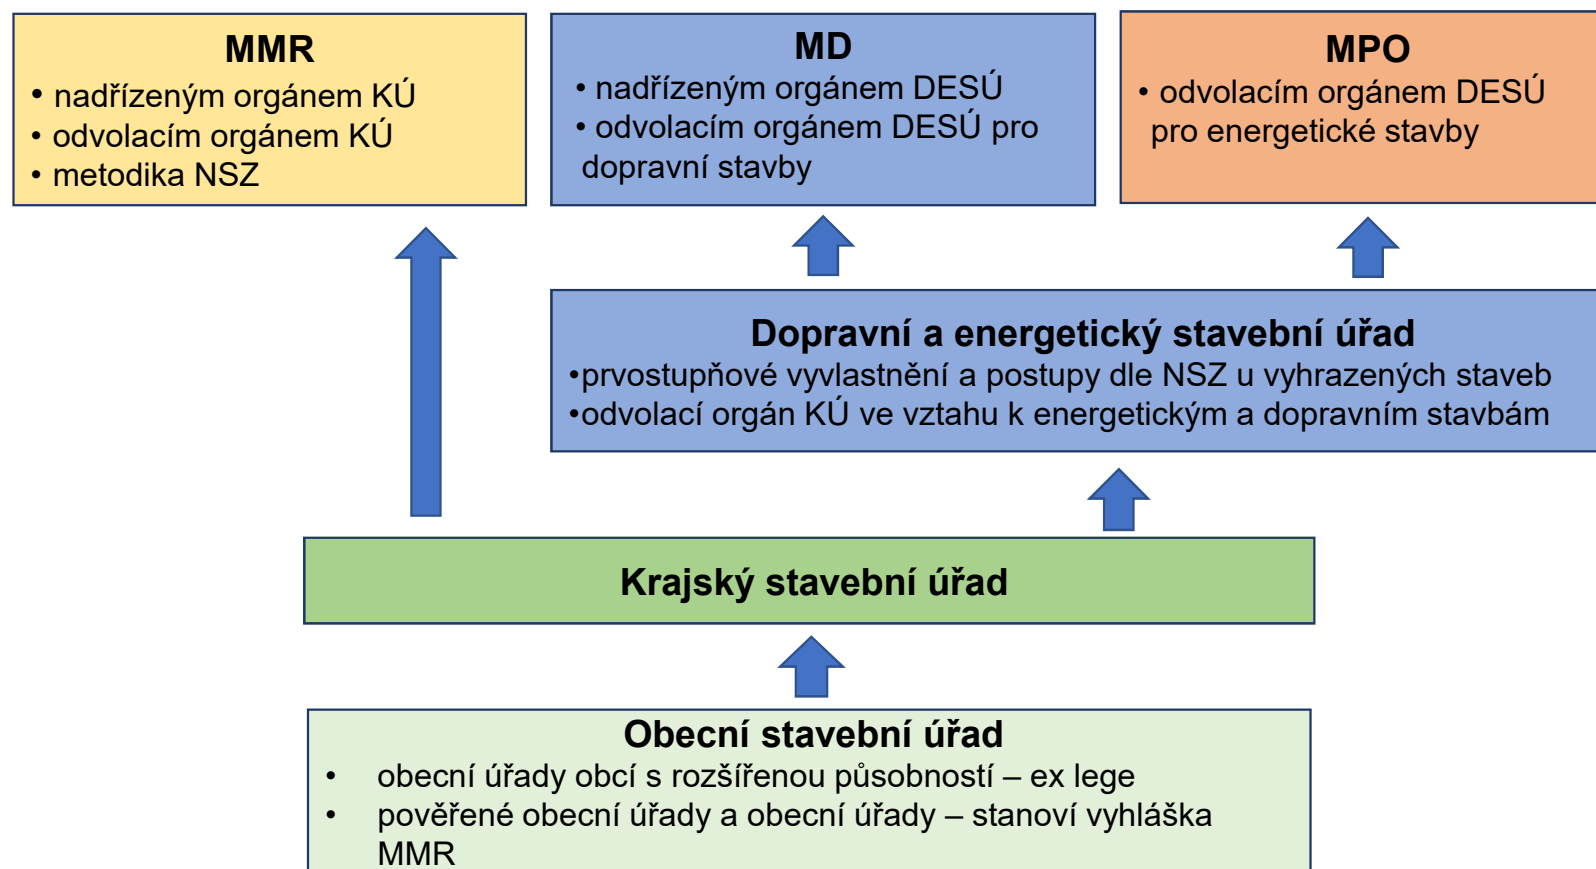 MMR
• nadřízeným orgánem KÚ
• odvolacím orgánem KÚ
• metodika NSZ
MD
• nadřízeným orgánem DESÚ
• odvolacím orgánem DESÚ pro
dopravní stavby
MPO
• odvolacím orgánem DESÚ
pro energetické stavby
Dopravní a energetický stavební úřad
•prvostupňové vyvlastnění a postupy dle NSZ u vyhrazených staveb
•odvolací orgán KÚ ve vztahu k energetickým a dopravním stavbám
Krajský stavební úřad
Obecní stavební úřad
• obecní úřady obcí s rozšířenou působností – ex lege
• pověřené obecní úřady a obecní úřady – stanoví vyhláška
MMR